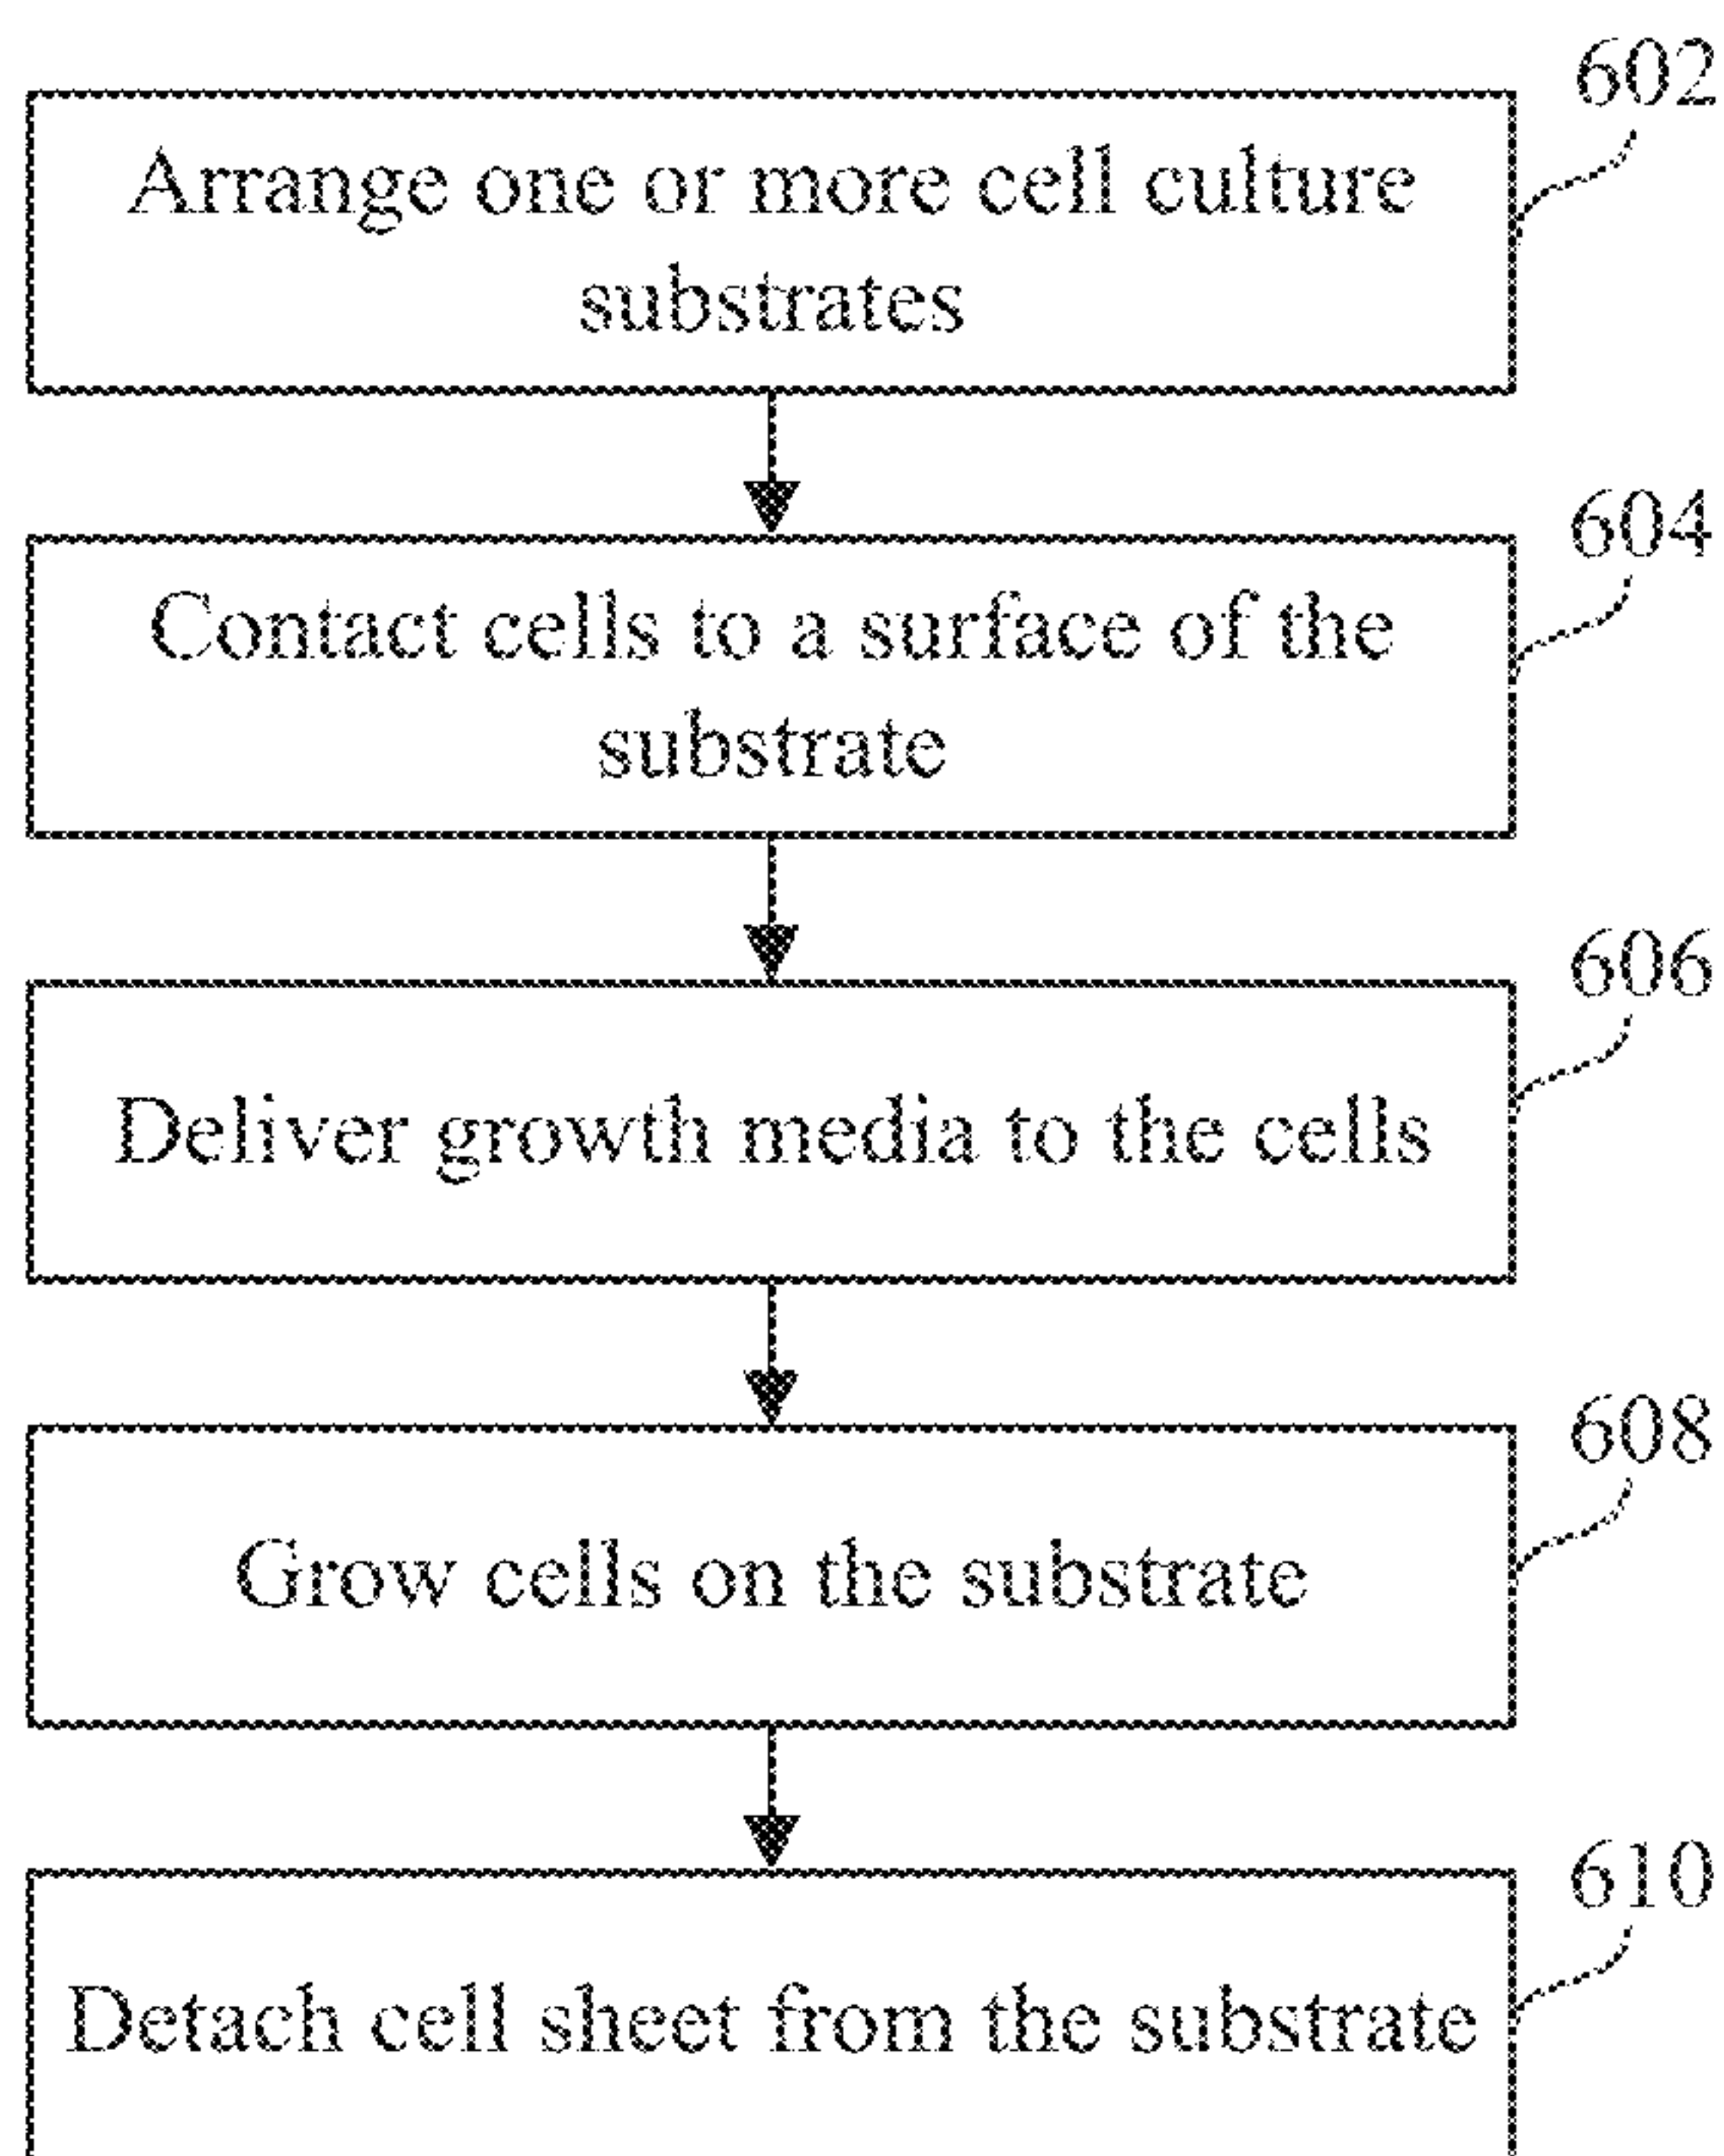 602
Arrange one or more cell culture
substrates
604
Contact cells to a surface of the
substrate
606
Deliver growth media to the cells
608
Grow cells on the substrate
610
Detach cell sheet from the substrate